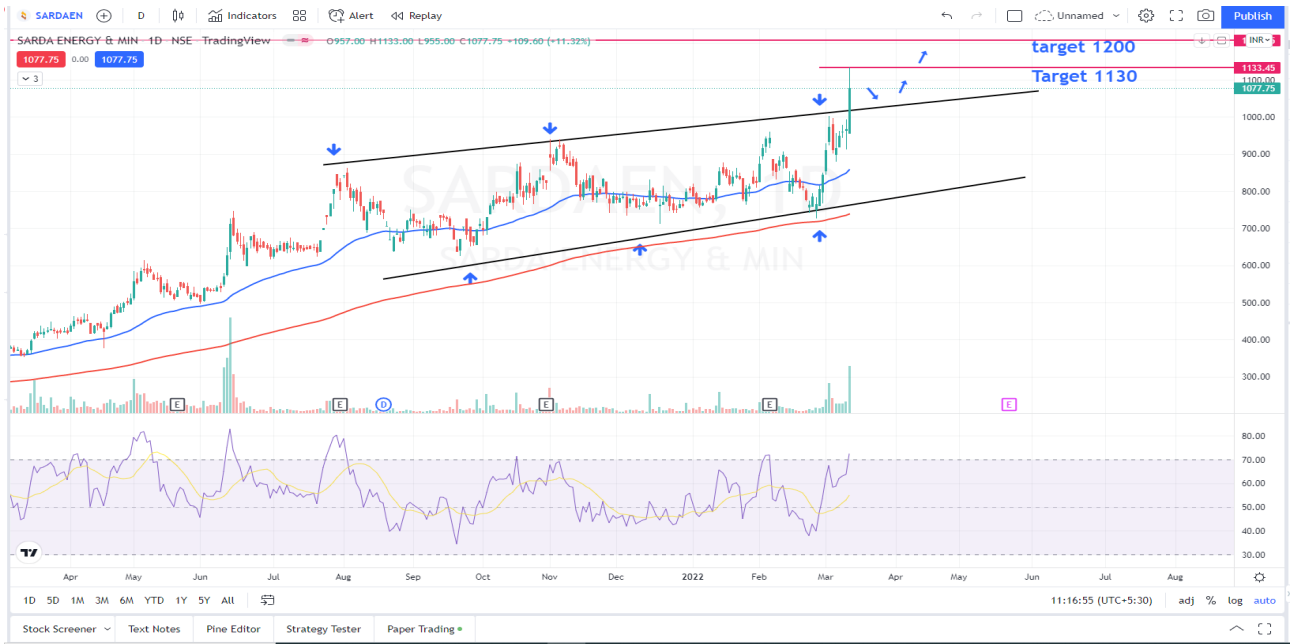 SARDAEN D Indicators Alert Replay Unnamed Publish
SARDA ENERGY & MIN 1D NSE TradingView O957.00 H1133.00 L955.00 C1077.75 +109.60 (+11.32%)
INR
1077.75 0.00 1077.75
3
target 1200
Target 1130
1133.45
1100.00
1077.75
1000.00
900.00
800.00
700.00
600.00
500.00
400.00
300.00
SARDAEN, 1D
SARDA ENERGY & MIN
E E D E E E
80.00
70.00
60.00
50.00
40.00
30.00
Apr May Jun Jul Aug Sep Oct Nov Dec 2022 Feb Mar Apr May Jun Jul Aug
1D 5D 1M 3M 6M YTD 1Y 5Y All 11:16:55 (UTC+5:30) adj % log auto
Stock Screener Text Notes Pine Editor Strategy Tester Paper Trading